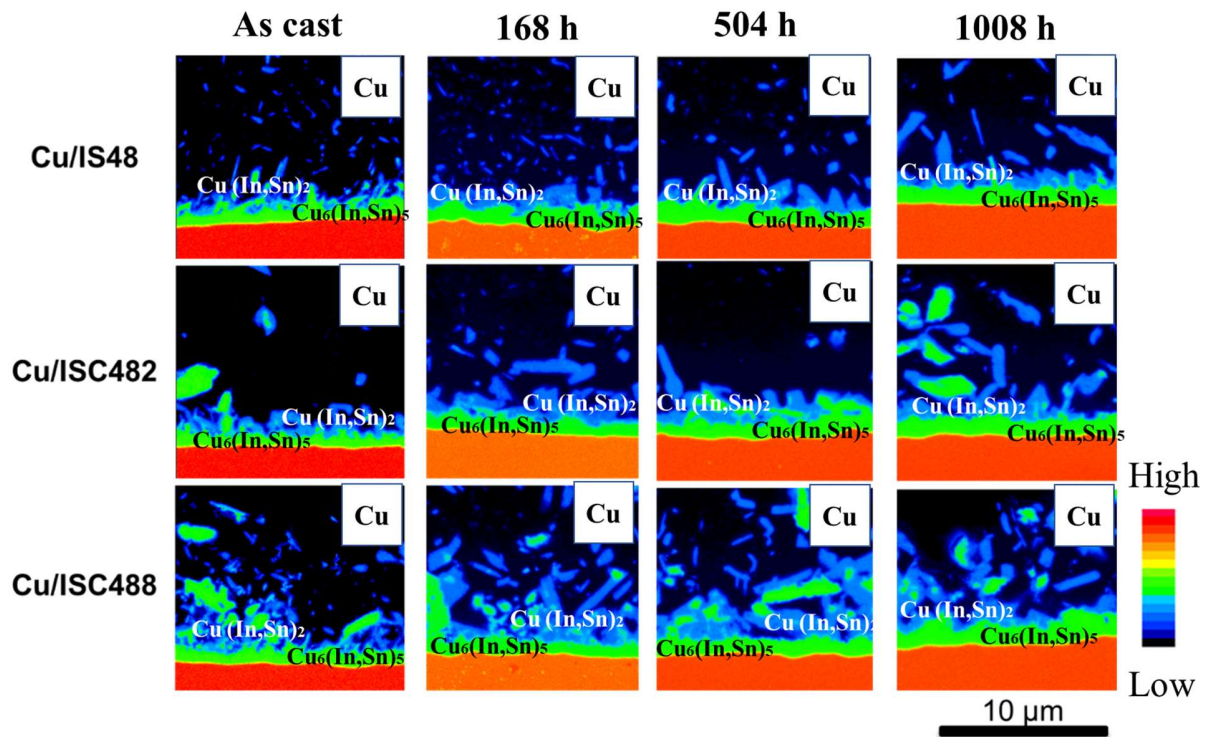 As cast 168 h 504 h 1008 h
Cu Cu Cu Cu
Cu/IS48
Cu (In,Sn)₂ Cu (In,Sn)₂ Cu (In,Sn)₂ Cu (In,Sn)₂
Cu₆(In,Sn)₅ Cu₆(In,Sn)₅ Cu₆(In,Sn)₅ Cu₆(In,Sn)₅
Cu Cu Cu Cu
Cu/ISC482
Cu (In,Sn)₂ Cu (In,Sn)₂ Cu (In,Sn)₂ Cu (In,Sn)₂
Cu₆(In,Sn)₅ Cu₆(In,Sn)₅ Cu₆(In,Sn)₅ Cu₆(In,Sn)₅
High
Cu Cu Cu Cu
Cu/ISC488
Cu (In,Sn)₂ Cu (In,Sn)₂ Cu (In,Sn)₂ Cu (In,Sn)₂
Cu₆(In,Sn)₅ Cu₆(In,Sn)₅ Cu₆(In,Sn)₅ Cu₆(In,Sn)₅
Low
10 μm